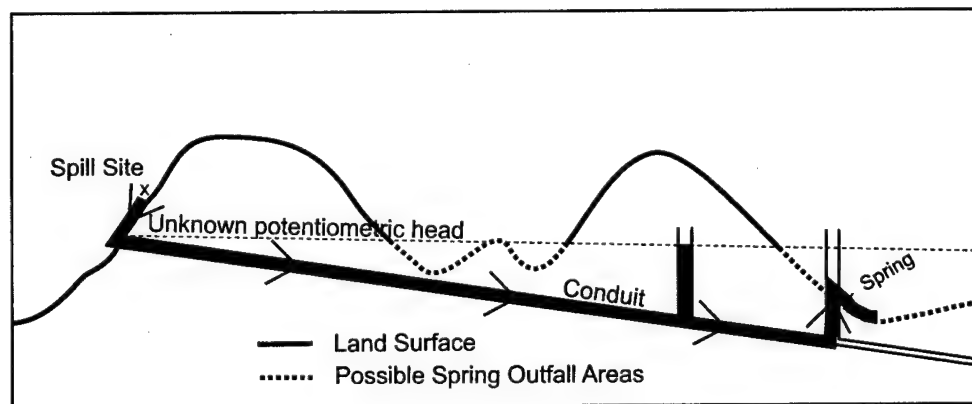 Spill Site
x
Unknown potentiometric head
Spring
Conduit
Land Surface
Possible Spring Outfall Areas